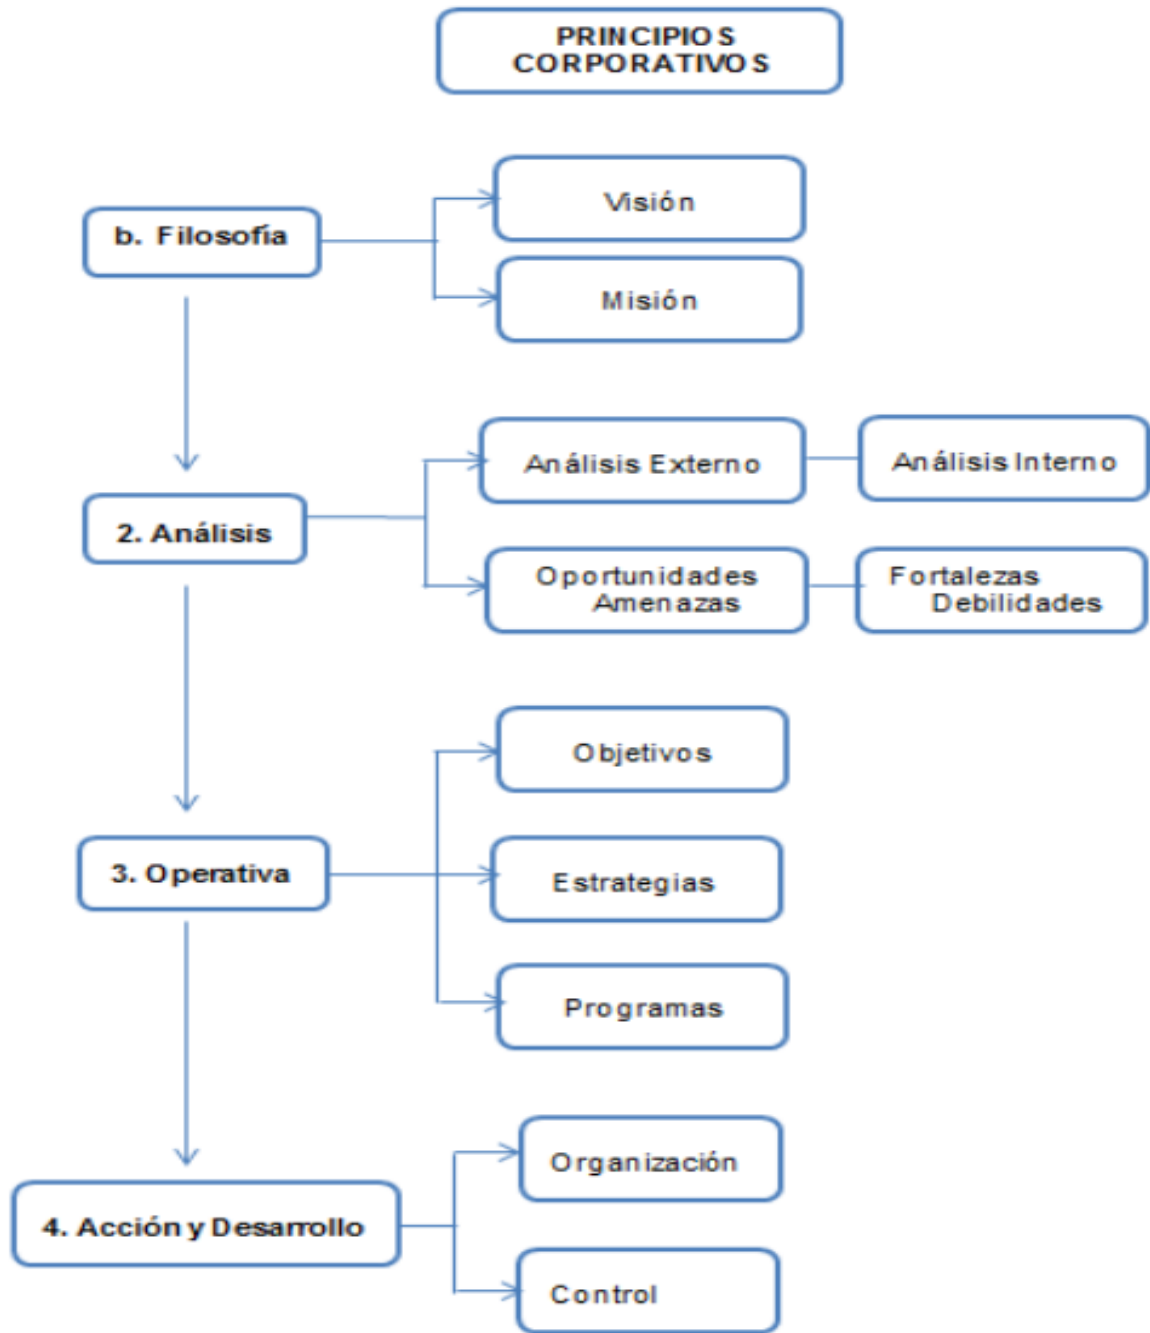 PRINCIPIOS
CORPORATIVOS
Visión
b. Filosofía
Misión
Análisis Externo
Análisis Interno
2. Análisis
Oportunidades
Amenazas
Fortalezas
Debilidades
Objetivos
3. Operativa
Estrategias
Programas
Organización
4. Acción y Desarrollo
Control